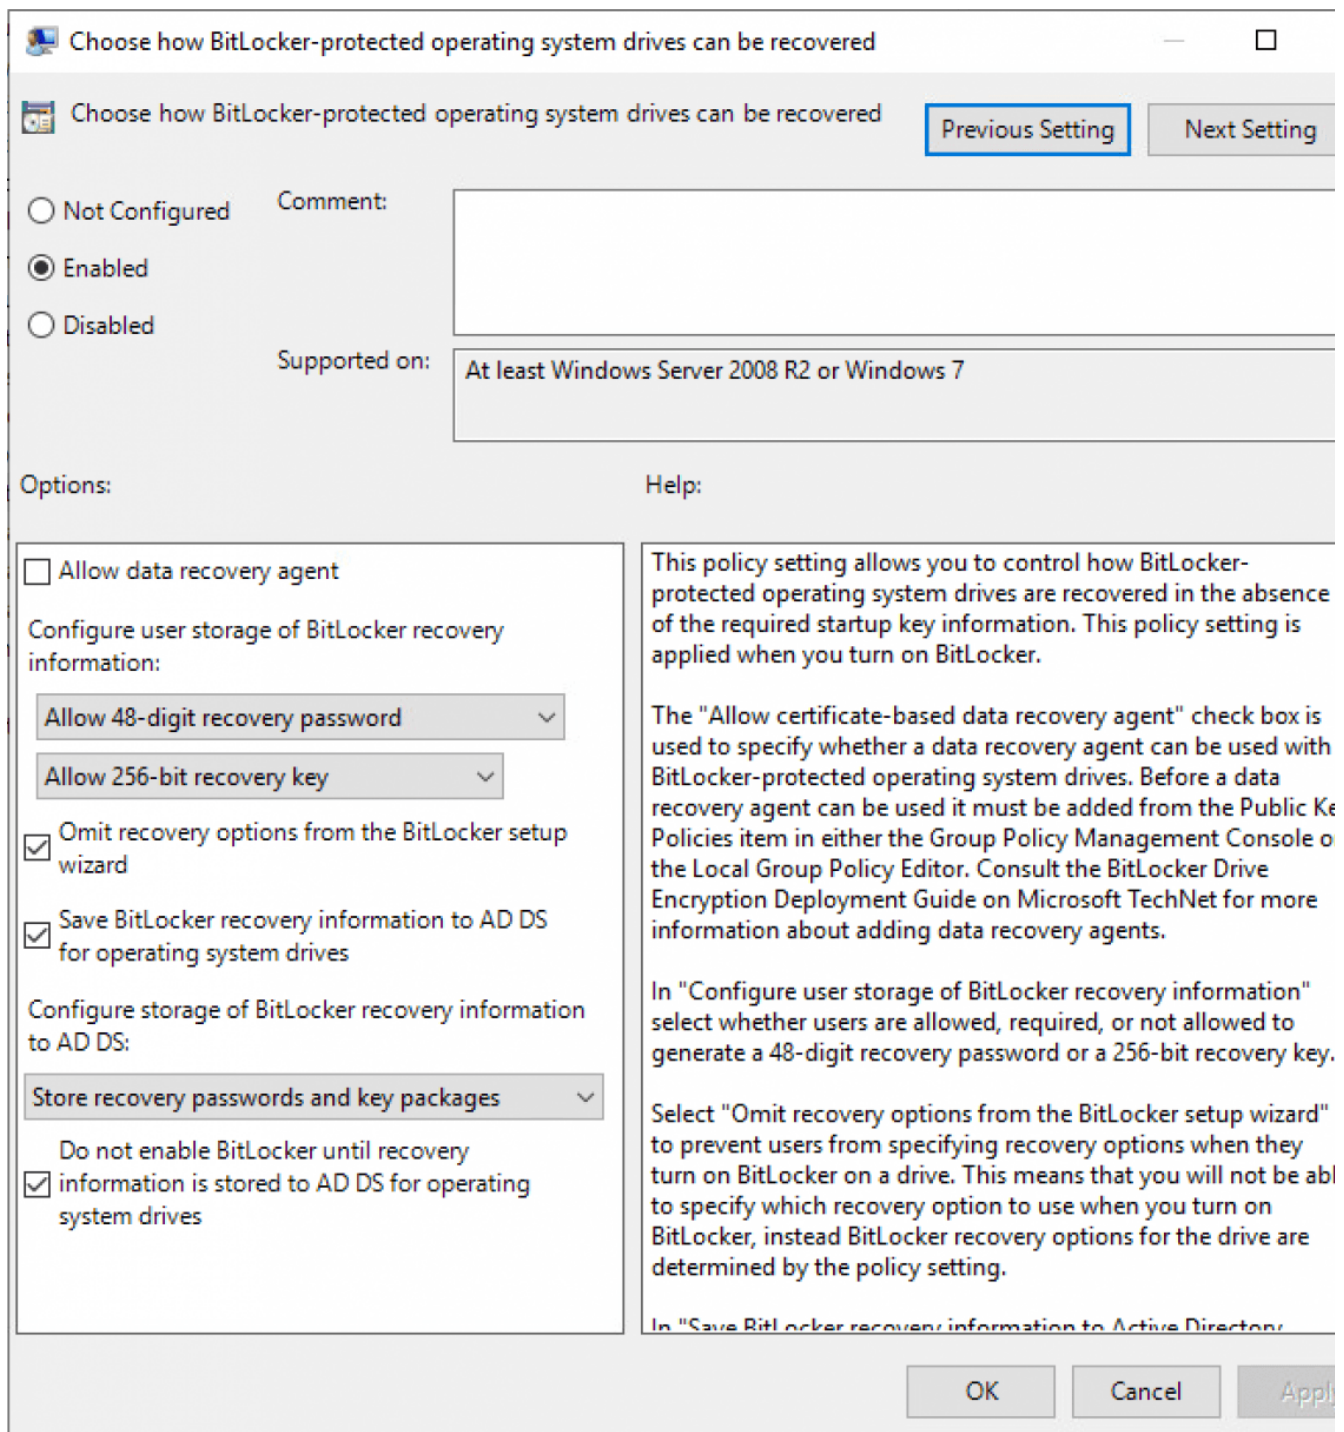 Choose how BitLocker-protected operating system drives can be recovered
Choose how BitLocker-protected operating system drives can be recovered
Previous Setting
Next Setting
Not Configured
Enabled
Disabled
Comment:
Supported on:
At least Windows Server 2008 R2 or Windows 7
Options:
Help:
Allow data recovery agent
Configure user storage of BitLocker recovery
information:
Allow 48-digit recovery password
Allow 256-bit recovery key
Omit recovery options from the BitLocker setup
wizard
Save BitLocker recovery information to AD DS
for operating system drives
Configure storage of BitLocker recovery information
to AD DS:
Store recovery passwords and key packages
Do not enable BitLocker until recovery
information is stored to AD DS for operating
system drives
This policy setting allows you to control how BitLocker-
protected operating system drives are recovered in the absence
of the required startup key information. This policy setting is
applied when you turn on BitLocker.
The "Allow certificate-based data recovery agent" check box is
used to specify whether a data recovery agent can be used with
BitLocker-protected operating system drives. Before a data
recovery agent can be used it must be added from the Public Ke
Policies item in either the Group Policy Management Console o
the Local Group Policy Editor. Consult the BitLocker Drive
Encryption Deployment Guide on Microsoft TechNet for more
information about adding data recovery agents.
In "Configure user storage of BitLocker recovery information"
select whether users are allowed, required, or not allowed to
generate a 48-digit recovery password or a 256-bit recovery key.
Select "Omit recovery options from the BitLocker setup wizard"
to prevent users from specifying recovery options when they
turn on BitLocker on a drive. This means that you will not be abl
to specify which recovery option to use when you turn on
BitLocker, instead BitLocker recovery options for the drive are
determined by the policy setting.
In "Save BitLocker recovery information to Active Directory
OK
Cancel
Apply